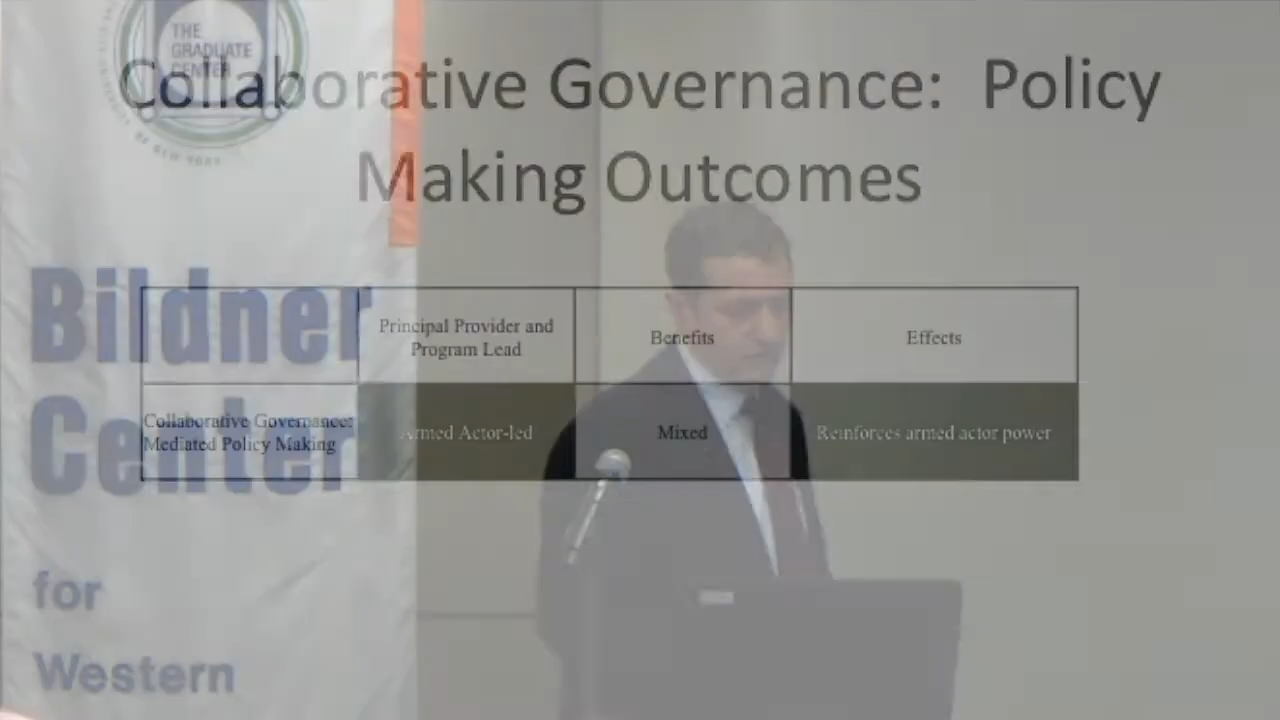 THE
GRADUATE
CENTER
Collaborative Governance: Policy
Making Outcomes
Bildner
Center
for
Western
Principal Provider and
Program Lead
Benefits
Effects
Collaborative Governance:
Mediated Policy Making
Armed Actor-led
Mixed
Reinforces armed actor power